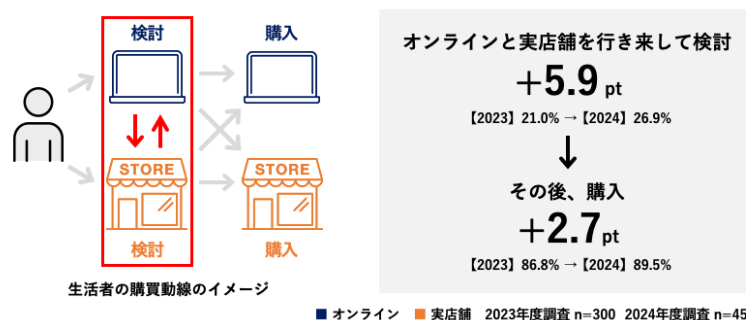 検討
購入
STORE
STORE
検討
購入
生活者の購買動線のイメージ
オンラインと実店舗を行き来して検討
+5.9 pt
【2023】21.0% → 【2024】26.9%
その後、購入
+2.7pt
【2023】86.8% → 【2024】89.5%
■ オンライン ■ 実店舗 2023年度調査 n=300 2024年度調査 n=45